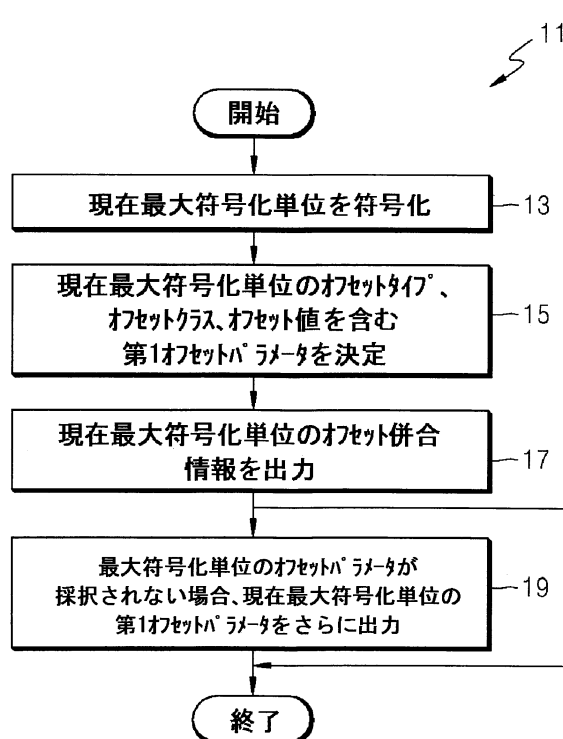 11
開始
現在最大符号化単位を符号化
13
現在最大符号化単位のオフセットタイプ、
オフセットクラス、オフセット値を含む
第1オフセットパラメータを決定
15
現在最大符号化単位のオフセット併合
情報を出力
17
最大符号化単位のオフセットパラメータが
採択されない場合、現在最大符号化単位の
第1オフセットパラメータをさらに出力
19
終了